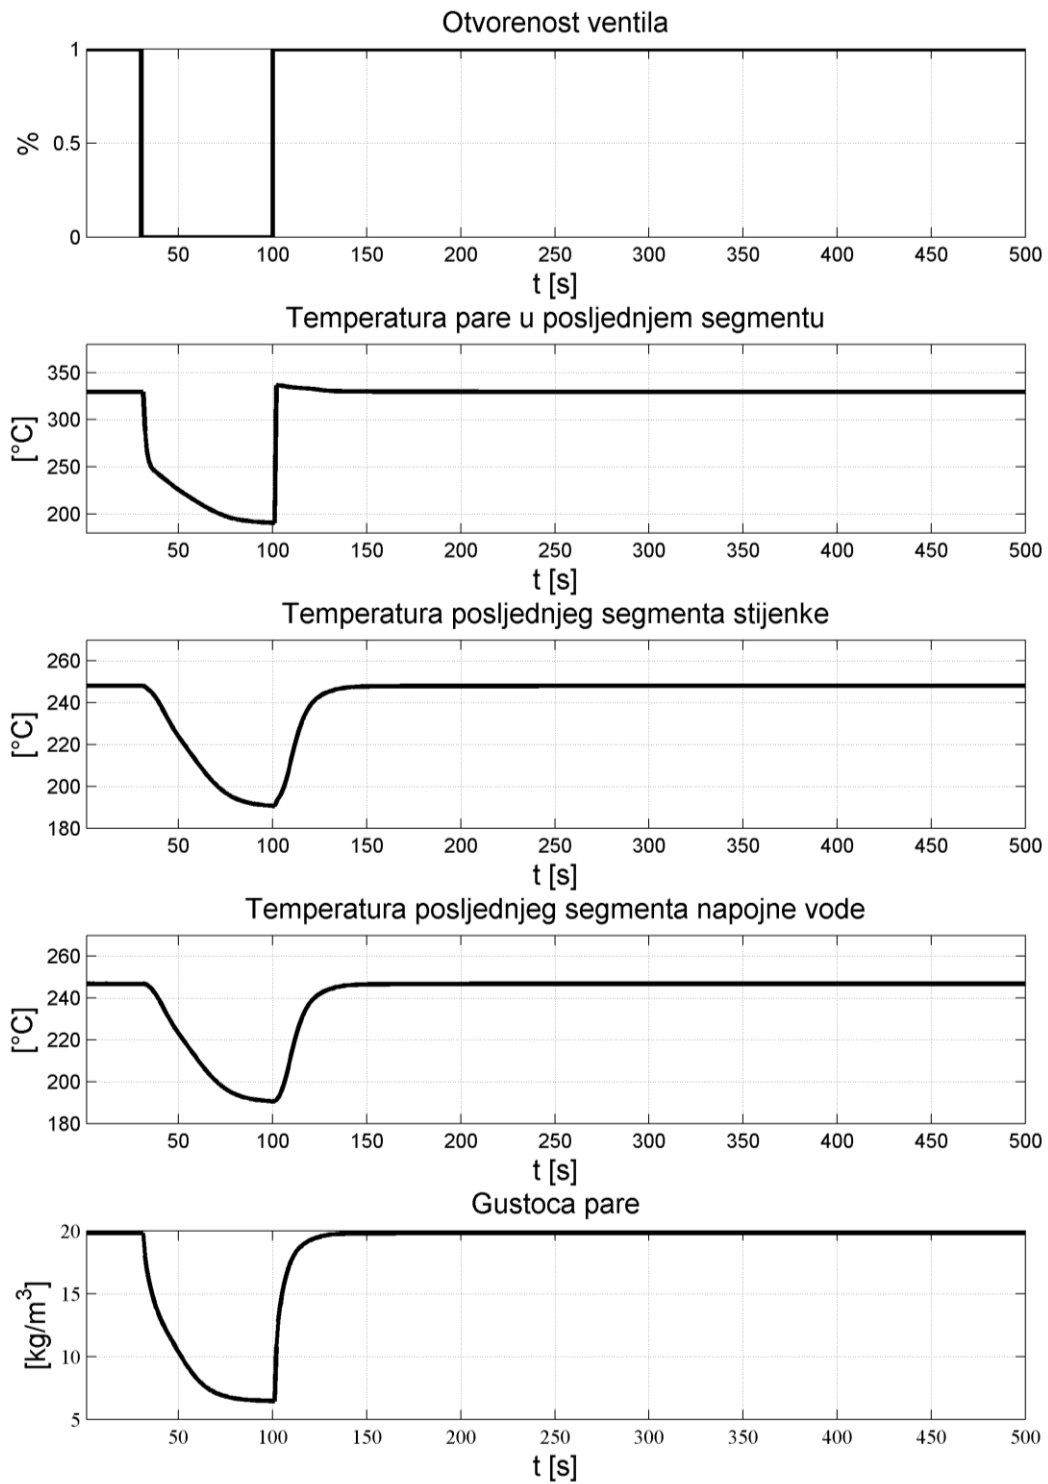 Otvorenost ventila
1
0.5
0
%
50 100 150 200 250 300 350 400 450 500
t [s]
Temperatura pare u posljednjem segmentu
350
300
250
200
[°C]
50 100 150 200 250 300 350 400 450 500
t [s]
Temperatura posljednjeg segmenta stijenke
260
240
220
200
180
[°C]
50 100 150 200 250 300 350 400 450 500
t [s]
Temperatura posljednjeg segmenta napojne vode
260
240
220
200
180
[°C]
50 100 150 200 250 300 350 400 450 500
t [s]
Gustoca pare
20
15
10
5
[kg/m³]
50 100 150 200 250 300 350 400 450 500
t [s]